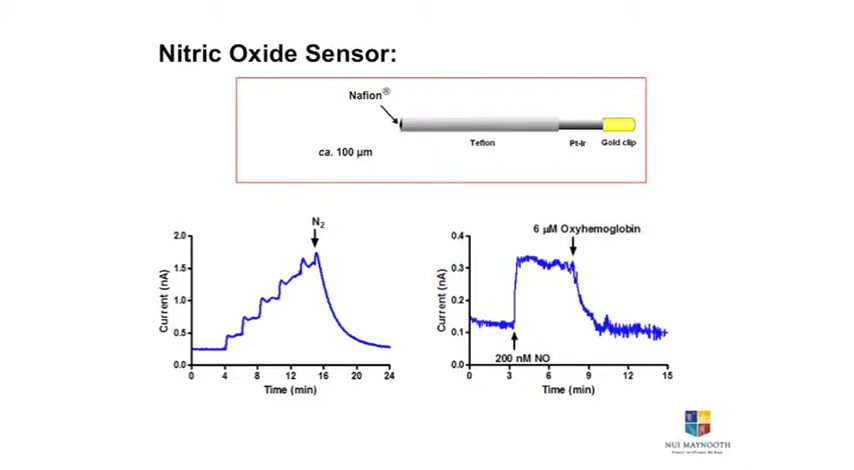 Nitric Oxide Sensor:
Nafion®
ca. 100 µm
Teflon
Pt-Ir
Gold clip
N2
2.0
1.5
1.0
0.5
0.0
Current (nA)
0 4 8 12 16 20 24
Time (min)
6 µM Oxyhemoglobin
0.4
0.3
0.2
0.1
0.0
Current (nA)
200 nM NO
0 3 6 9 12 15
Time (min)
NUI MAYNOOTH